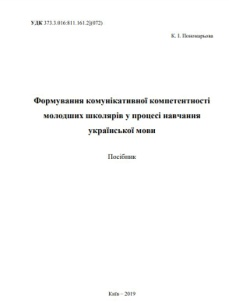 УДК 373.3.016:811.161.2](072)
К. І. Пономарьова
Формування комунікативної компетентності
молодших школярів у процесі навчання
української мови
Посібник
Київ – 2019